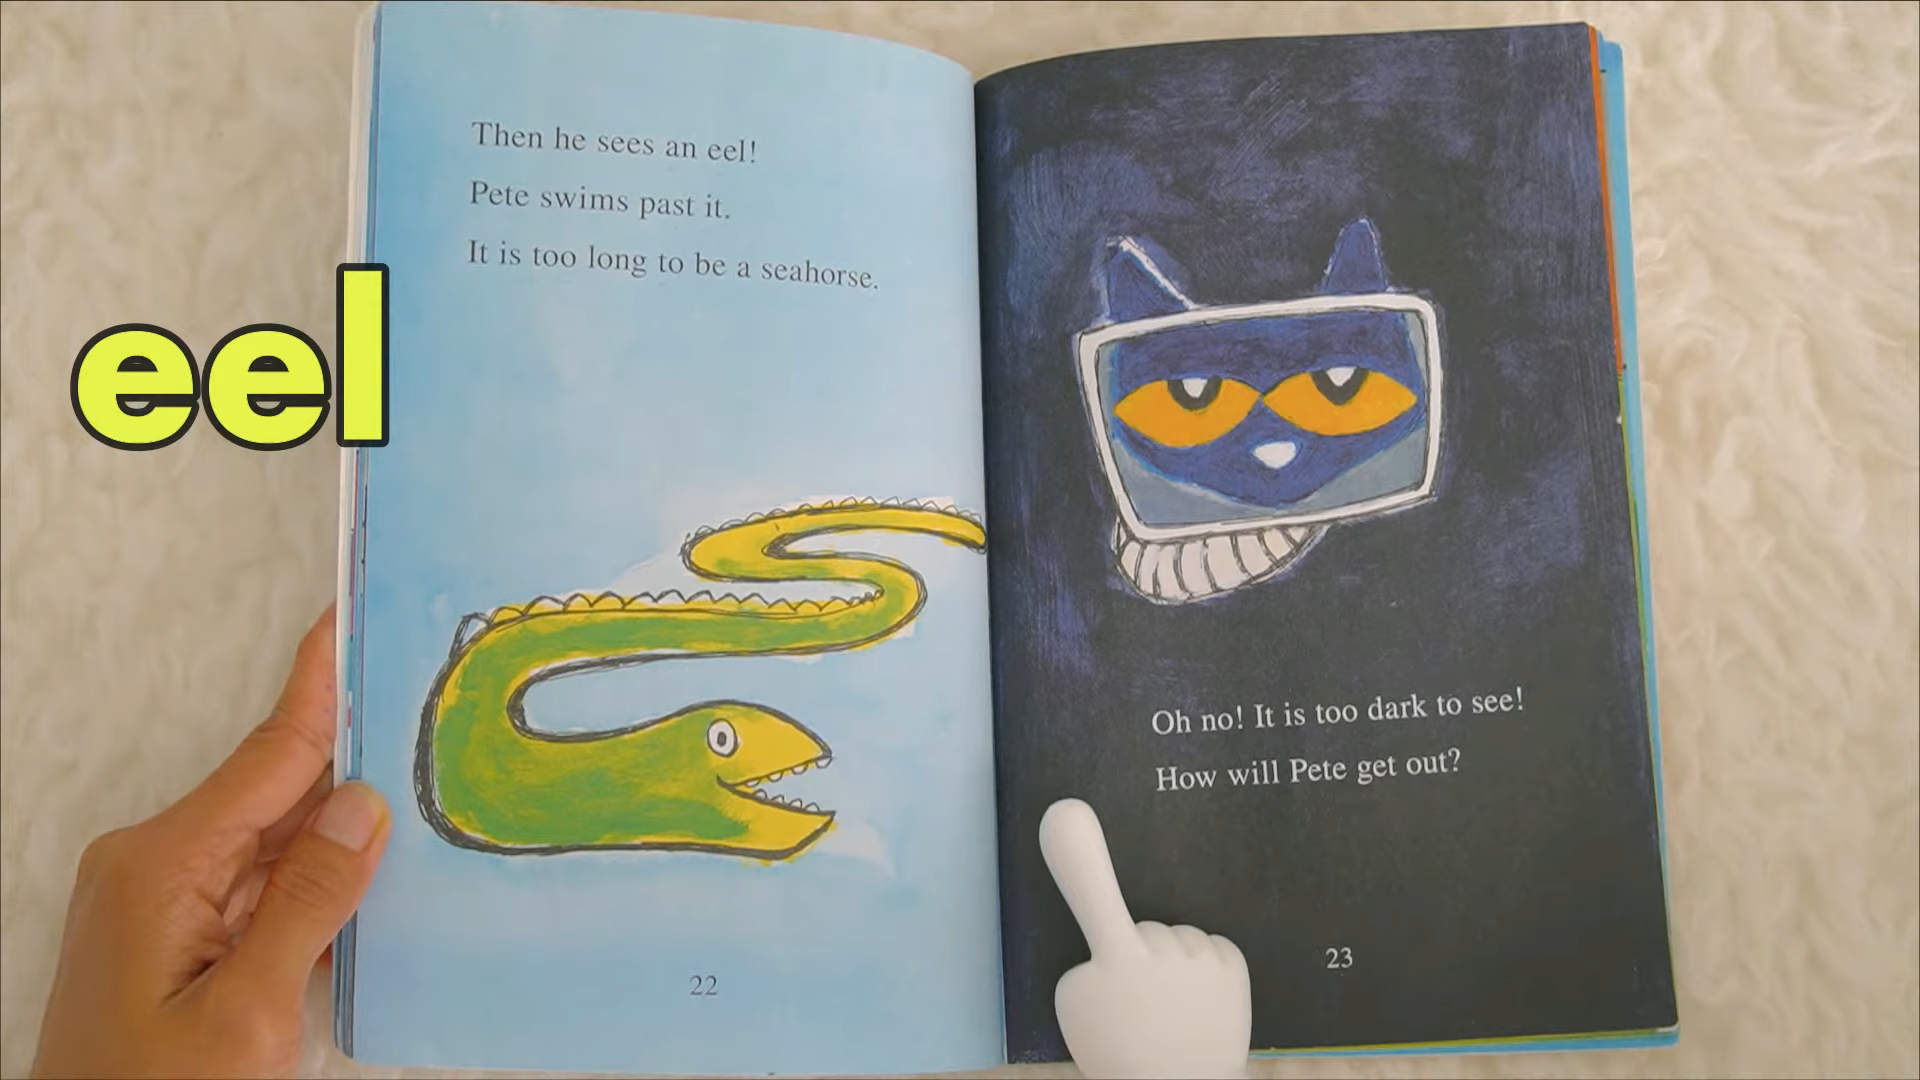 Then he sees an eel!
Pete swims past it.
It is too long to be a seahorse.
eel
22
Oh no! It is too dark to see!
How will Pete get out?
23